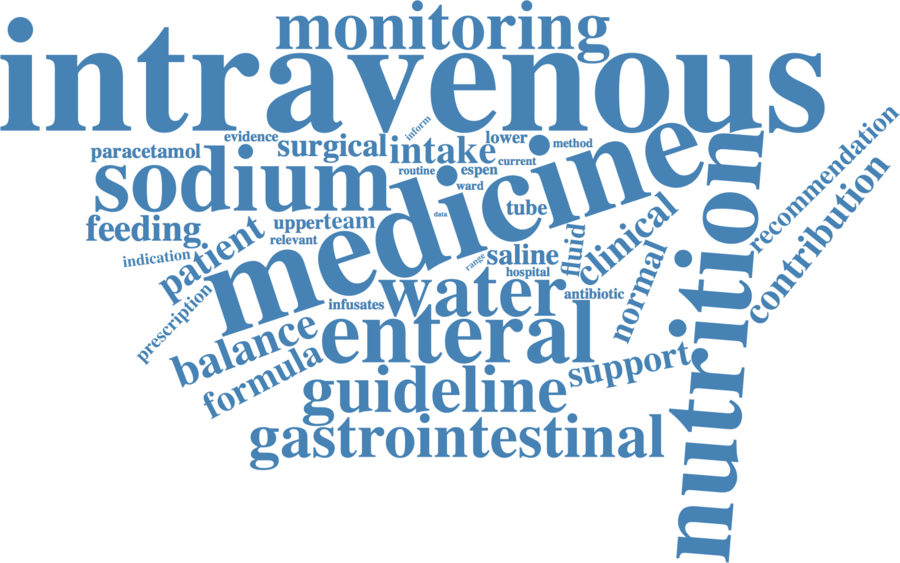 monitoring
intravenous
inform
evidence
surgical
intake
lower
method
paracetamol
current
sodium
routine
espen
medicine
ward
data
tube
nutrition
recommendation
contribution
feeding
upper
team
relevant
patient
indication
clinical
fluid
saline
range
hospital
normal
water
antibiotic
infusates
prescription
balance
enteral
formula
support
guideline
gastrointestinal